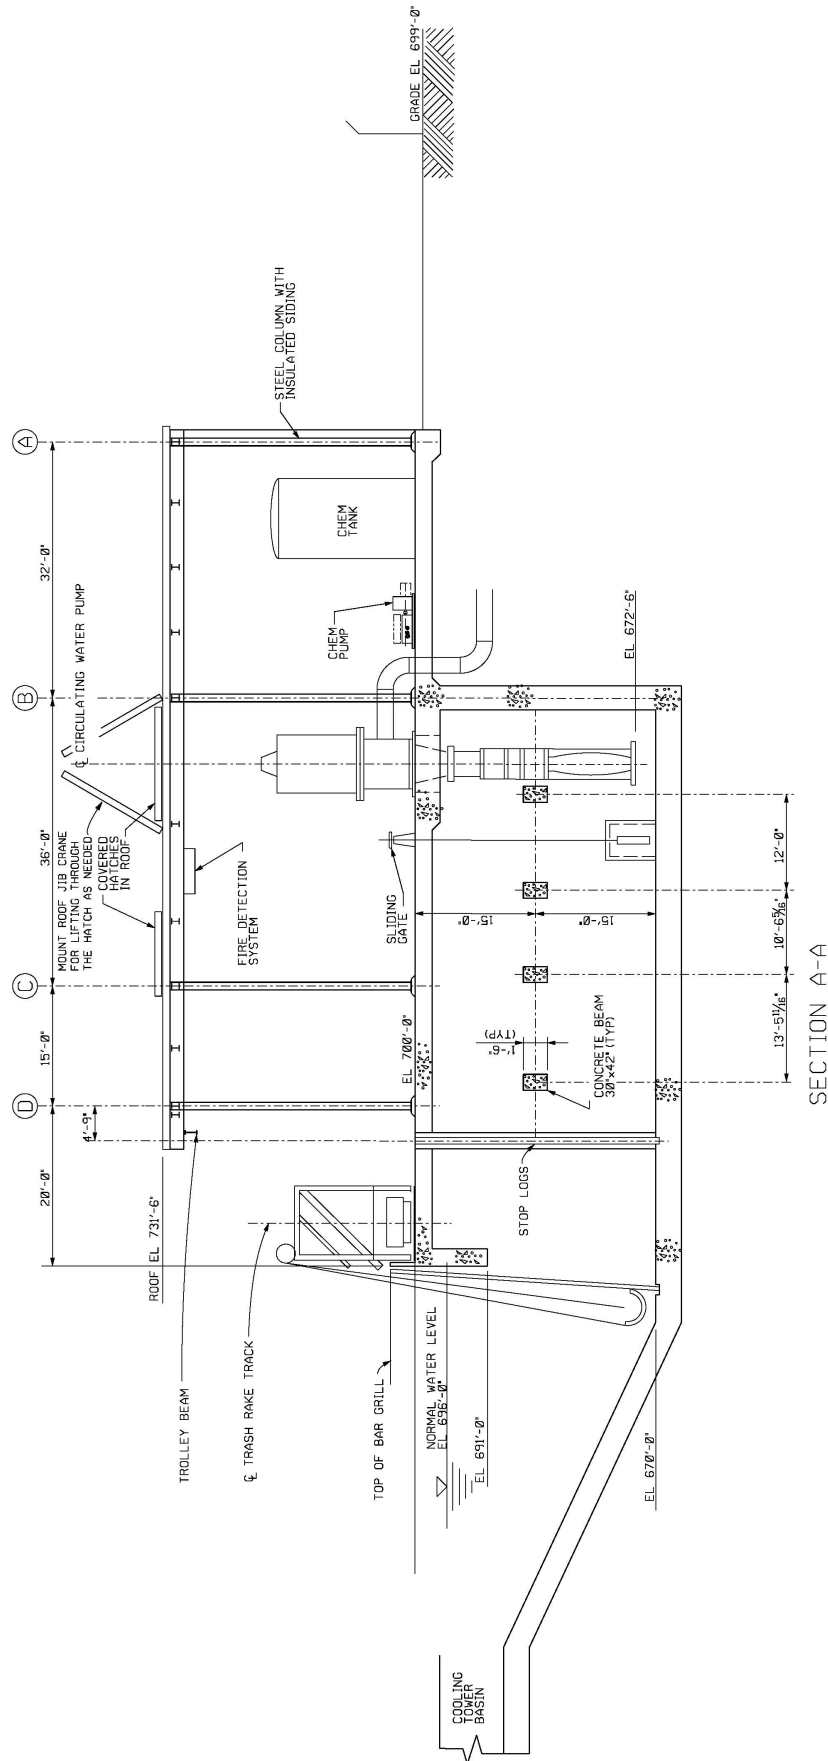 D
C
B
A
20'-0"
15'-0"
36'-0"
32'-0"
4'-9"
ROOF EL 731'-6"
TROLLEY BEAM
℄ TRASH RAKE TRACK
TOP OF BAR GRILL
NORMAL WATER LEVEL
EL 696'-0"
EL 691'-0"
EL 670'-0"
COOLING
TOWER
BASIN
MOUNT ROOF JIB CRANE
FOR LIFTING THROUGH
THE HATCH AS NEEDED
COVERED
HATCHES
IN ROOF
℄ CIRCULATING WATER PUMP
FIRE DETECTION
SYSTEM
SLIDING
GATE
EL 700'-0"
CHEM
PUMP
CHEM
TANK
STEEL COLUMN WITH
INSULATED SIDING
GRADE EL 699'-0"
EL 672'-6"
STOP LOGS
1'-6"
(TYP)
CONCRETE BEAM
30"x42" (TYP)
15'-0"
15'-0"
13'-5 11/16"
10'-6 5/16"
12'-0"
SECTION A-A